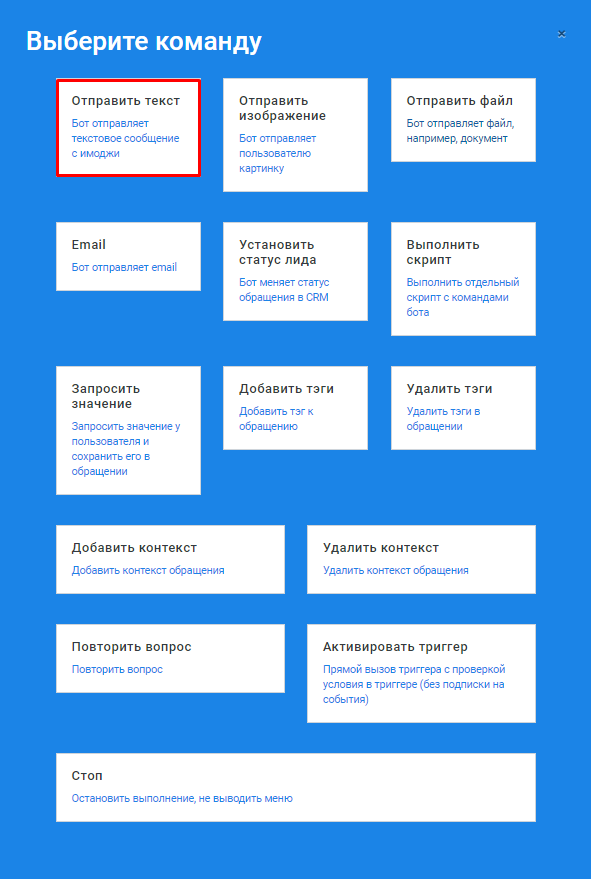 Выберите команду
×
Отправить текст
Бот отправляет
текстовое сообщение
с имоджи
Отправить
изображение
Бот отправляет
пользователю
картинку
Отправить файл
Бот отправляет файл,
например, документ
Email
Бот отправляет email
Установить
статус лида
Бот меняет статус
обращения в CRM
Выполнить
скрипт
Выполнить отдельный
скрипт с командами
бота
Запросить
значение
Запросить значение у
пользователя и
сохранить его в
обращении
Добавить тэги
Добавить тэг к
обращению
Удалить тэги
Удалить тэги в
обращении
Добавить контекст
Добавить контекст обращения
Удалить контекст
Удалить контекст обращения
Повторить вопрос
Повторить вопрос
Активировать триггер
Прямой вызов триггера с проверкой
условия в триггере (без подписки на
события)
Стоп
Остановить выполнение, не выводить меню